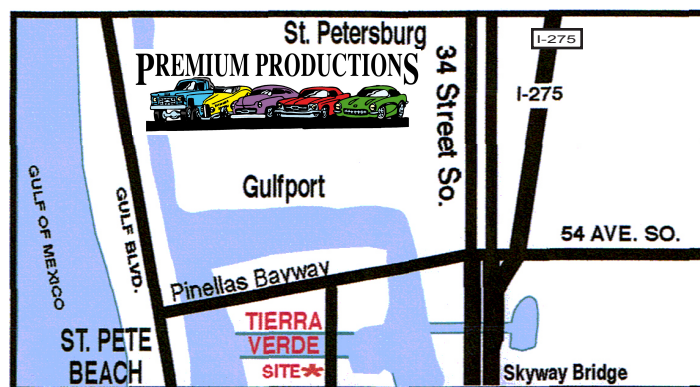 St. Petersburg
I-275
PREMIUM PRODUCTIONS
34 Street So.
I-275
Gulfport
GULF OF MEXICO
GULF BLVD.
54 AVE. SO.
Pinellas Bayway
TIERRA
VERDE
SITE*
ST. PETE
BEACH
Skyway Bridge